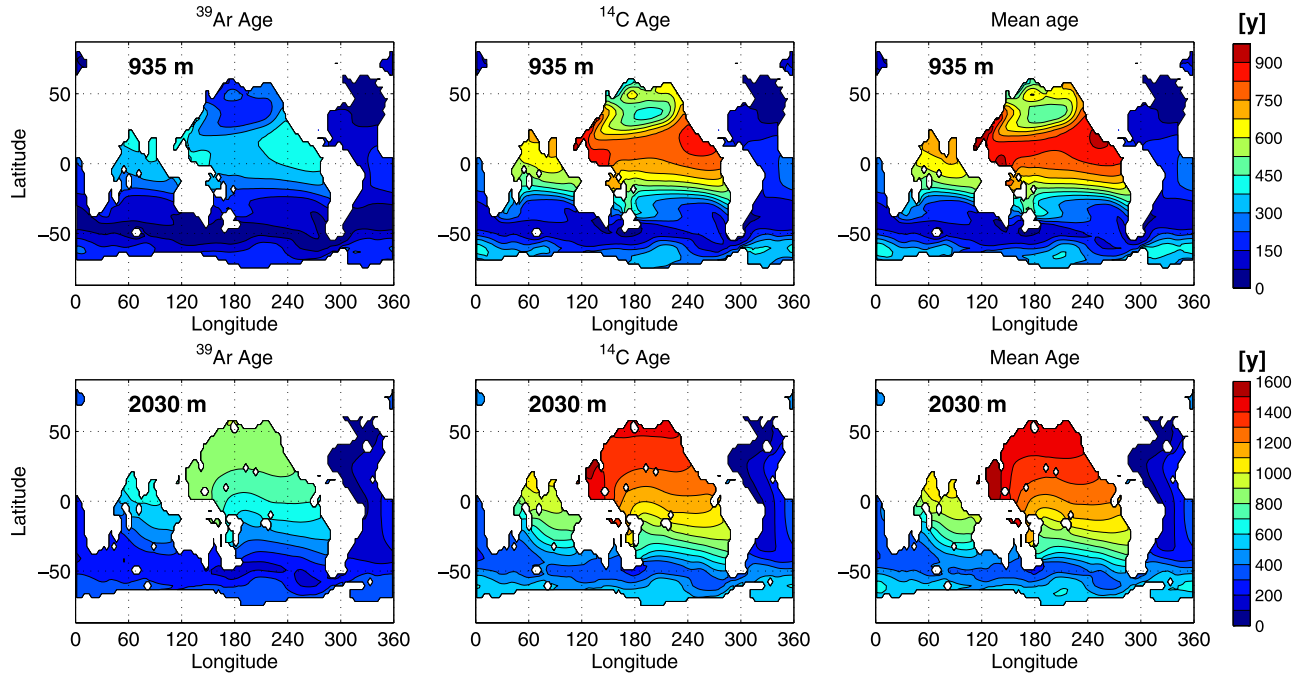 ³⁹Ar Age ¹⁴C Age Mean age [y]
935 m 935 m 935 m
900
750
600
450
300
150
0
Latitude
50
0
−50
0 60 120 180 240 300 360 0 60 120 180 240 300 360 0 60 120 180 240 300 360
Longitude Longitude Longitude
³⁹Ar Age ¹⁴C Age Mean Age [y]
2030 m 2030 m 2030 m
1600
1400
1200
1000
800
600
400
200
0
Latitude
50
0
−50
0 60 120 180 240 300 360 0 60 120 180 240 300 360 0 60 120 180 240 300 360
Longitude Longitude Longitude